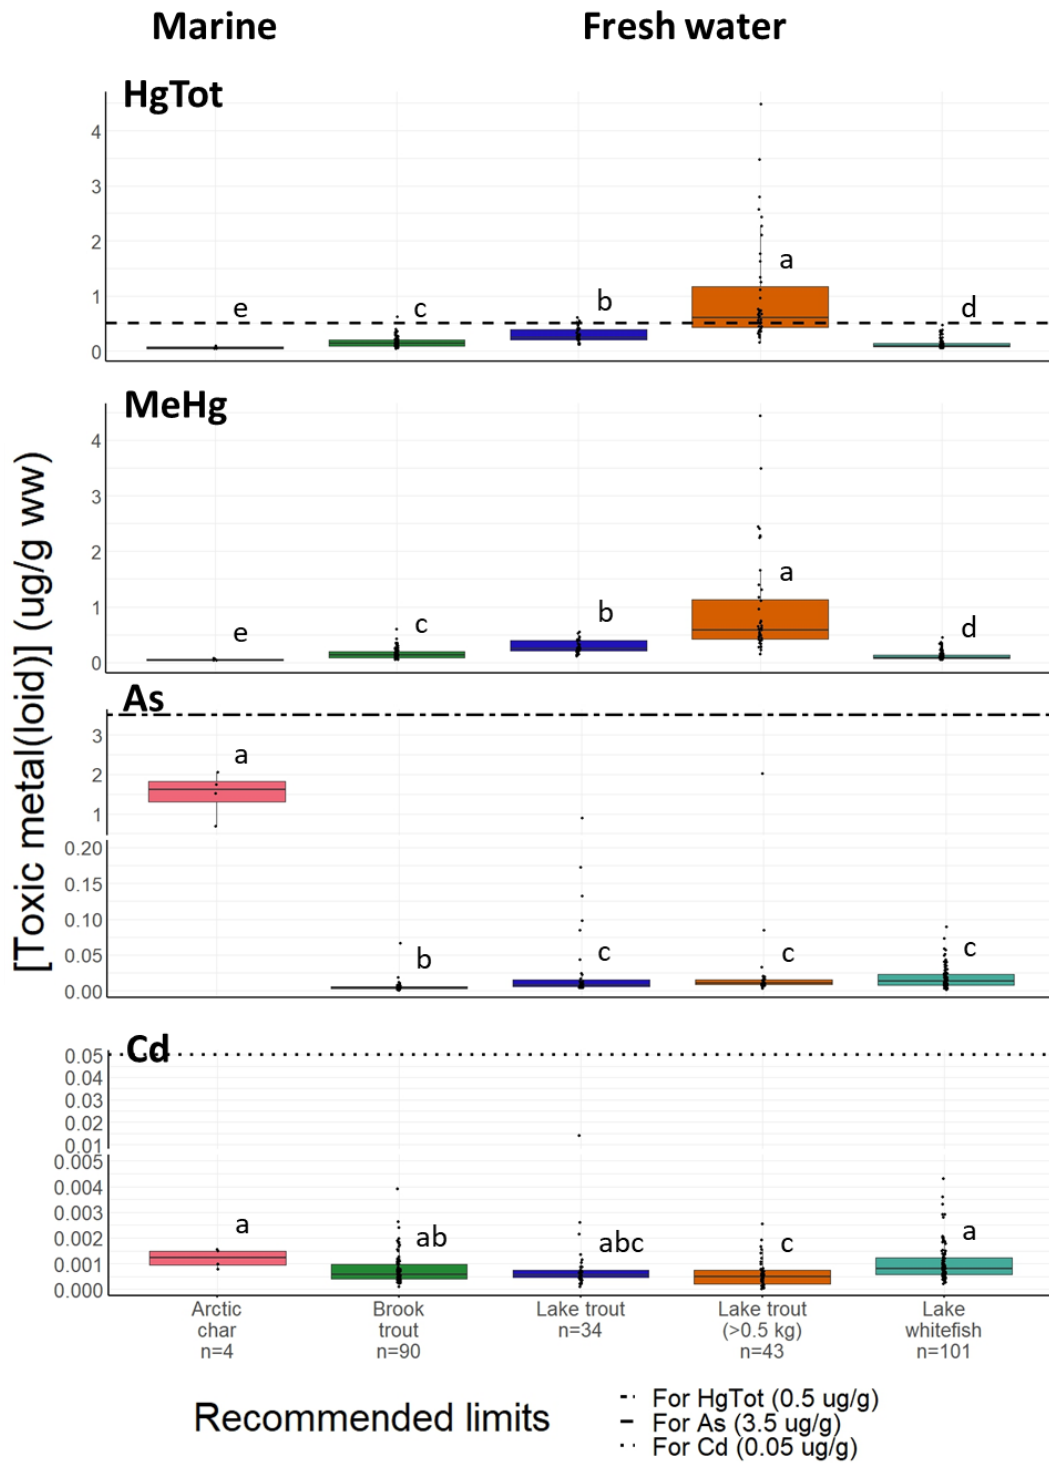 Marine Fresh water
HgTot
4
3
2
1
0
e c b a d
MeHg
4
3
2
1
0
e c b a d
[Toxic metal(loid)] (ug/g ww)
As
3
2
1
a
0.20
0.15
0.10
0.05
0.00
b c c c
Cd
0.05
0.04
0.03
0.02
0.01
0.005
0.004
0.003
0.002
0.001
0.000
a ab abc c a
Arctic Brook Lake trout Lake trout Lake
char trout n=34 (>0.5 kg) whitefish
n=4 n=90 n=43 n=101
Recommended limits
For HgTot (0.5 ug/g)
For As (3.5 ug/g)
For Cd (0.05 ug/g)